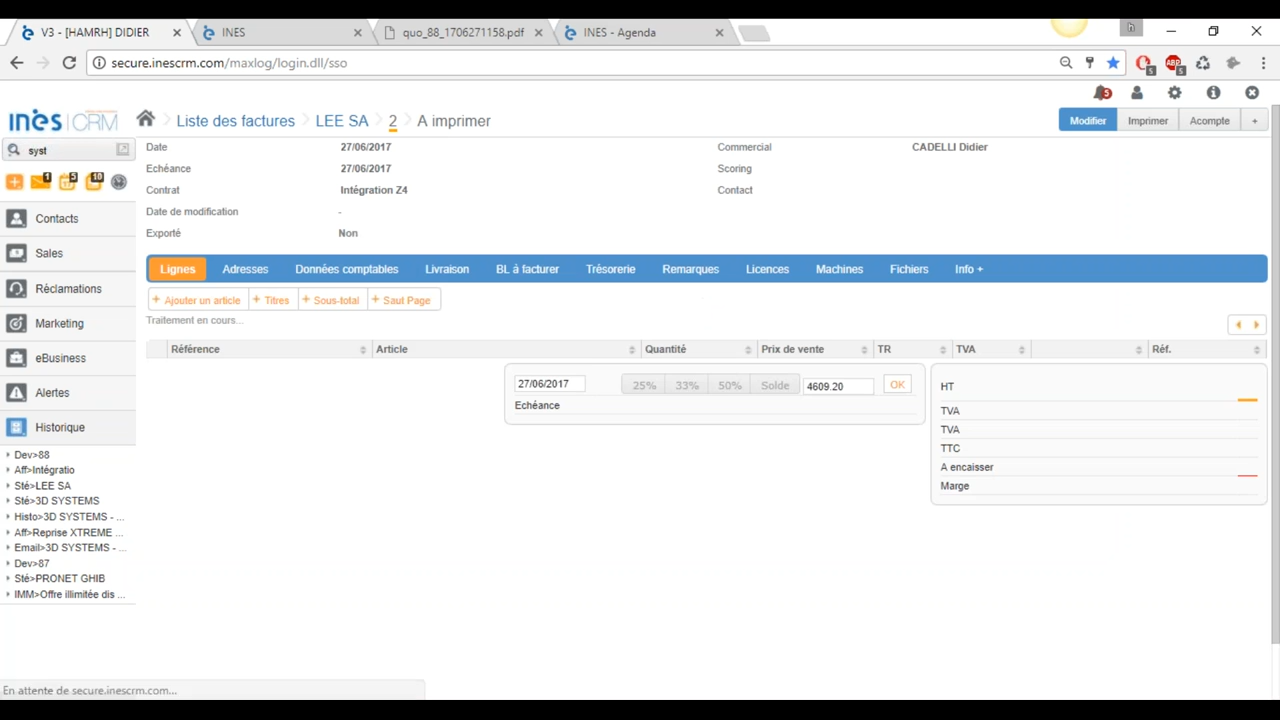 V3 - [HAMRH] DIDIER
INES
quo_88_1706271158.pdf
INES - Agenda
h
secure.inescrm.com/maxlog/login.dll/sso
5
ABP
5
5
inès CRM
Liste des factures
LEE SA
2
A imprimer
Modifier
Imprimer
Acompte
+
syst
Date
27/06/2017
Commercial
CADELLI Didier
Echéance
27/06/2017
Scoring
1
5
10
Contrat
Intégration Z4
Contact
Date de modification
-
Exporté
Non
Contacts
Sales
Réclamations
Marketing
eBusiness
Alertes
Historique
Lignes
Adresses
Données comptables
Livraison
BL à facturer
Trésorerie
Remarques
Licences
Machines
Fichiers
Info +
+ Ajouter un article
+ Titres
+ Sous-total
+ Saut Page
Traitement en cours...
Référence
Article
Quantité
Prix de vente
TR
TVA
Réf.
27/06/2017
25%
33%
50%
Solde
4609.20
OK
Echéance
HT
TVA
TVA
TTC
A encaisser
Marge
Dev>88
Aff>Intégratio
Sté>LEE SA
Sté>3D SYSTEMS
Histo>3D SYSTEMS - ...
Aff>Reprise XTREME ...
Email>3D SYSTEMS - ...
Dev>87
Sté>PRONET GHIB
IMM>Offre illimitée dis ...
En attente de secure.inescrm.com...